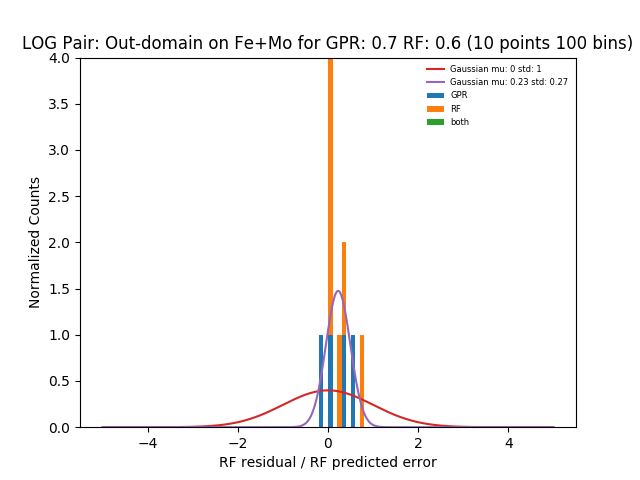 LOG Pair: Out-domain on Fe+Mo for GPR: 0.7 RF: 0.6 (10 points 100 bins)
Gaussian mu: 0 std: 1
Gaussian mu: 0.23 std: 0.27
GPR
RF
both
Normalized Counts
4.0
3.5
3.0
2.5
2.0
1.5
1.0
0.5
0.0
−4 −2 0 2 4
RF residual / RF predicted error